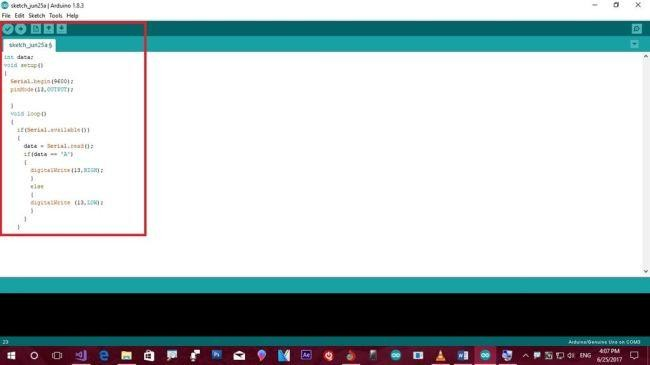 sketch_jun25a | Arduino 1.8.3
File Edit Sketch Tools Help
sketch_jun25a §
int data;
void setup()
{
Serial.begin(9600);
pinMode(13,OUTPUT);
}
void loop()
{
if(Serial.available())
{
data = Serial.read();
if(data == 'A')
{
digitalWrite(13,HIGH);
}
else
{
digitalWrite (13,LOW);
}
}
}
23
Arduino/Genuino Uno on COM3
Ps
Ae
W
ENG
4:07 PM
6/25/2017